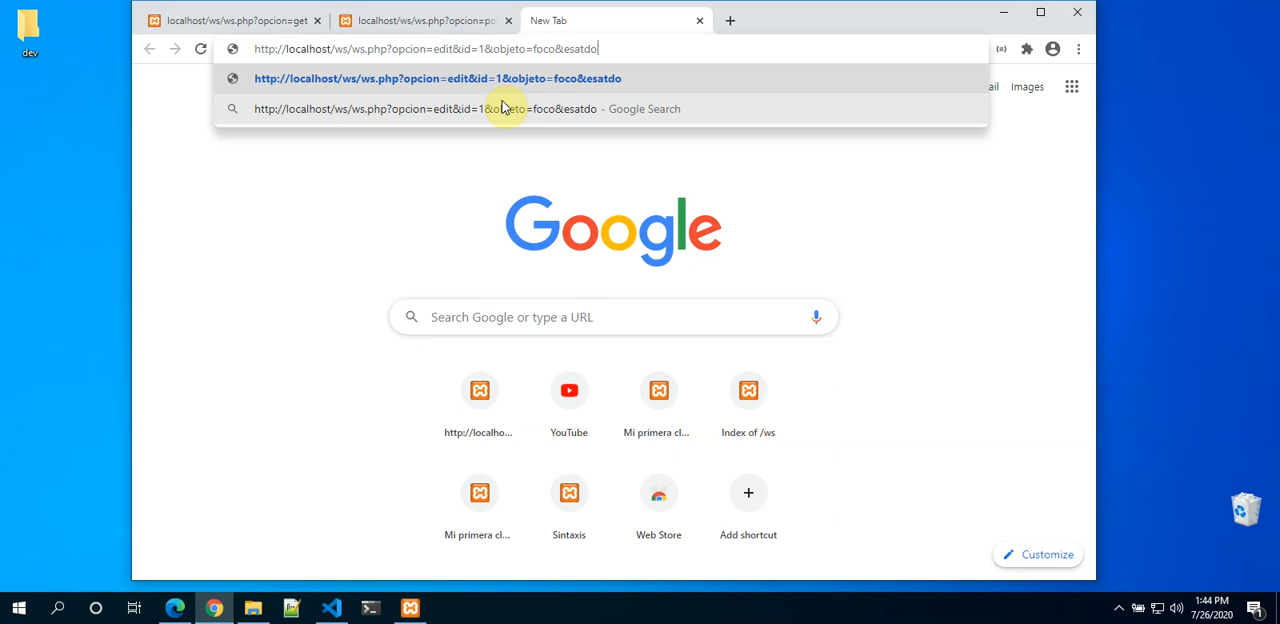 dev
localhost/ws/ws.php?opcion=get
localhost/ws/ws.php?opcion=po
New Tab
http://localhost/ws/ws.php?opcion=edit&id=1&objeto=foco&esatdo
http://localhost/ws/ws.php?opcion=edit&id=1&objeto=foco&esatdo
http://localhost/ws/ws.php?opcion=edit&id=1&objeto=foco&esatdo - Google Search
ail Images
Google
Search Google or type a URL
http://localho...
YouTube
Mi primera cl...
Index of /ws
Mi primera cl...
Sintaxis
Web Store
Add shortcut
Customize
1:44 PM
7/26/2020
1